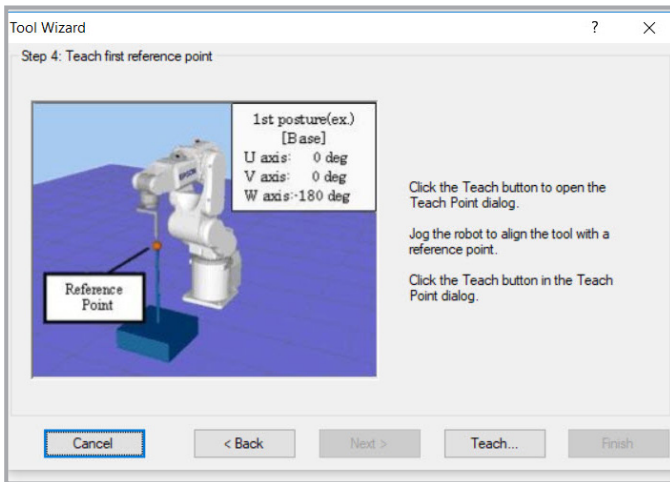 Tool Wizard
?
X
Step 4: Teach first reference point
1st posture(ex.)
[Base]
U axis: 0 deg
V axis: 0 deg
W axis:-180 deg
EPSON
Reference
Point
Click the Teach button to open the
Teach Point dialog.
Jog the robot to align the tool with a
reference point.
Click the Teach button in the Teach
Point dialog.
Cancel
< Back
Next >
Teach...
Finish